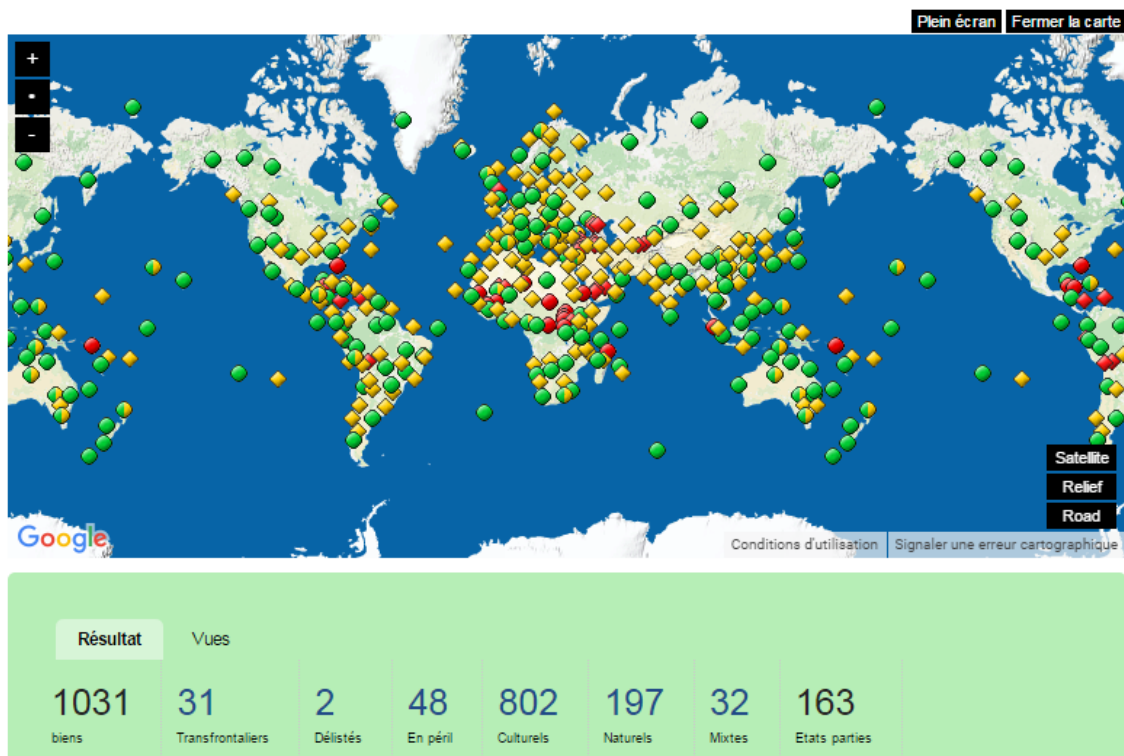 Plein écran Fermer la carte
+
-
Satellite
Relief
Road
Google
Conditions d'utilisation Signaler une erreur cartographique
Résultat Vues
1031 31 2 48 802 197 32 163
biens Transfrontaliers Délistés En péril Culturels Naturels Mixtes Etats parties